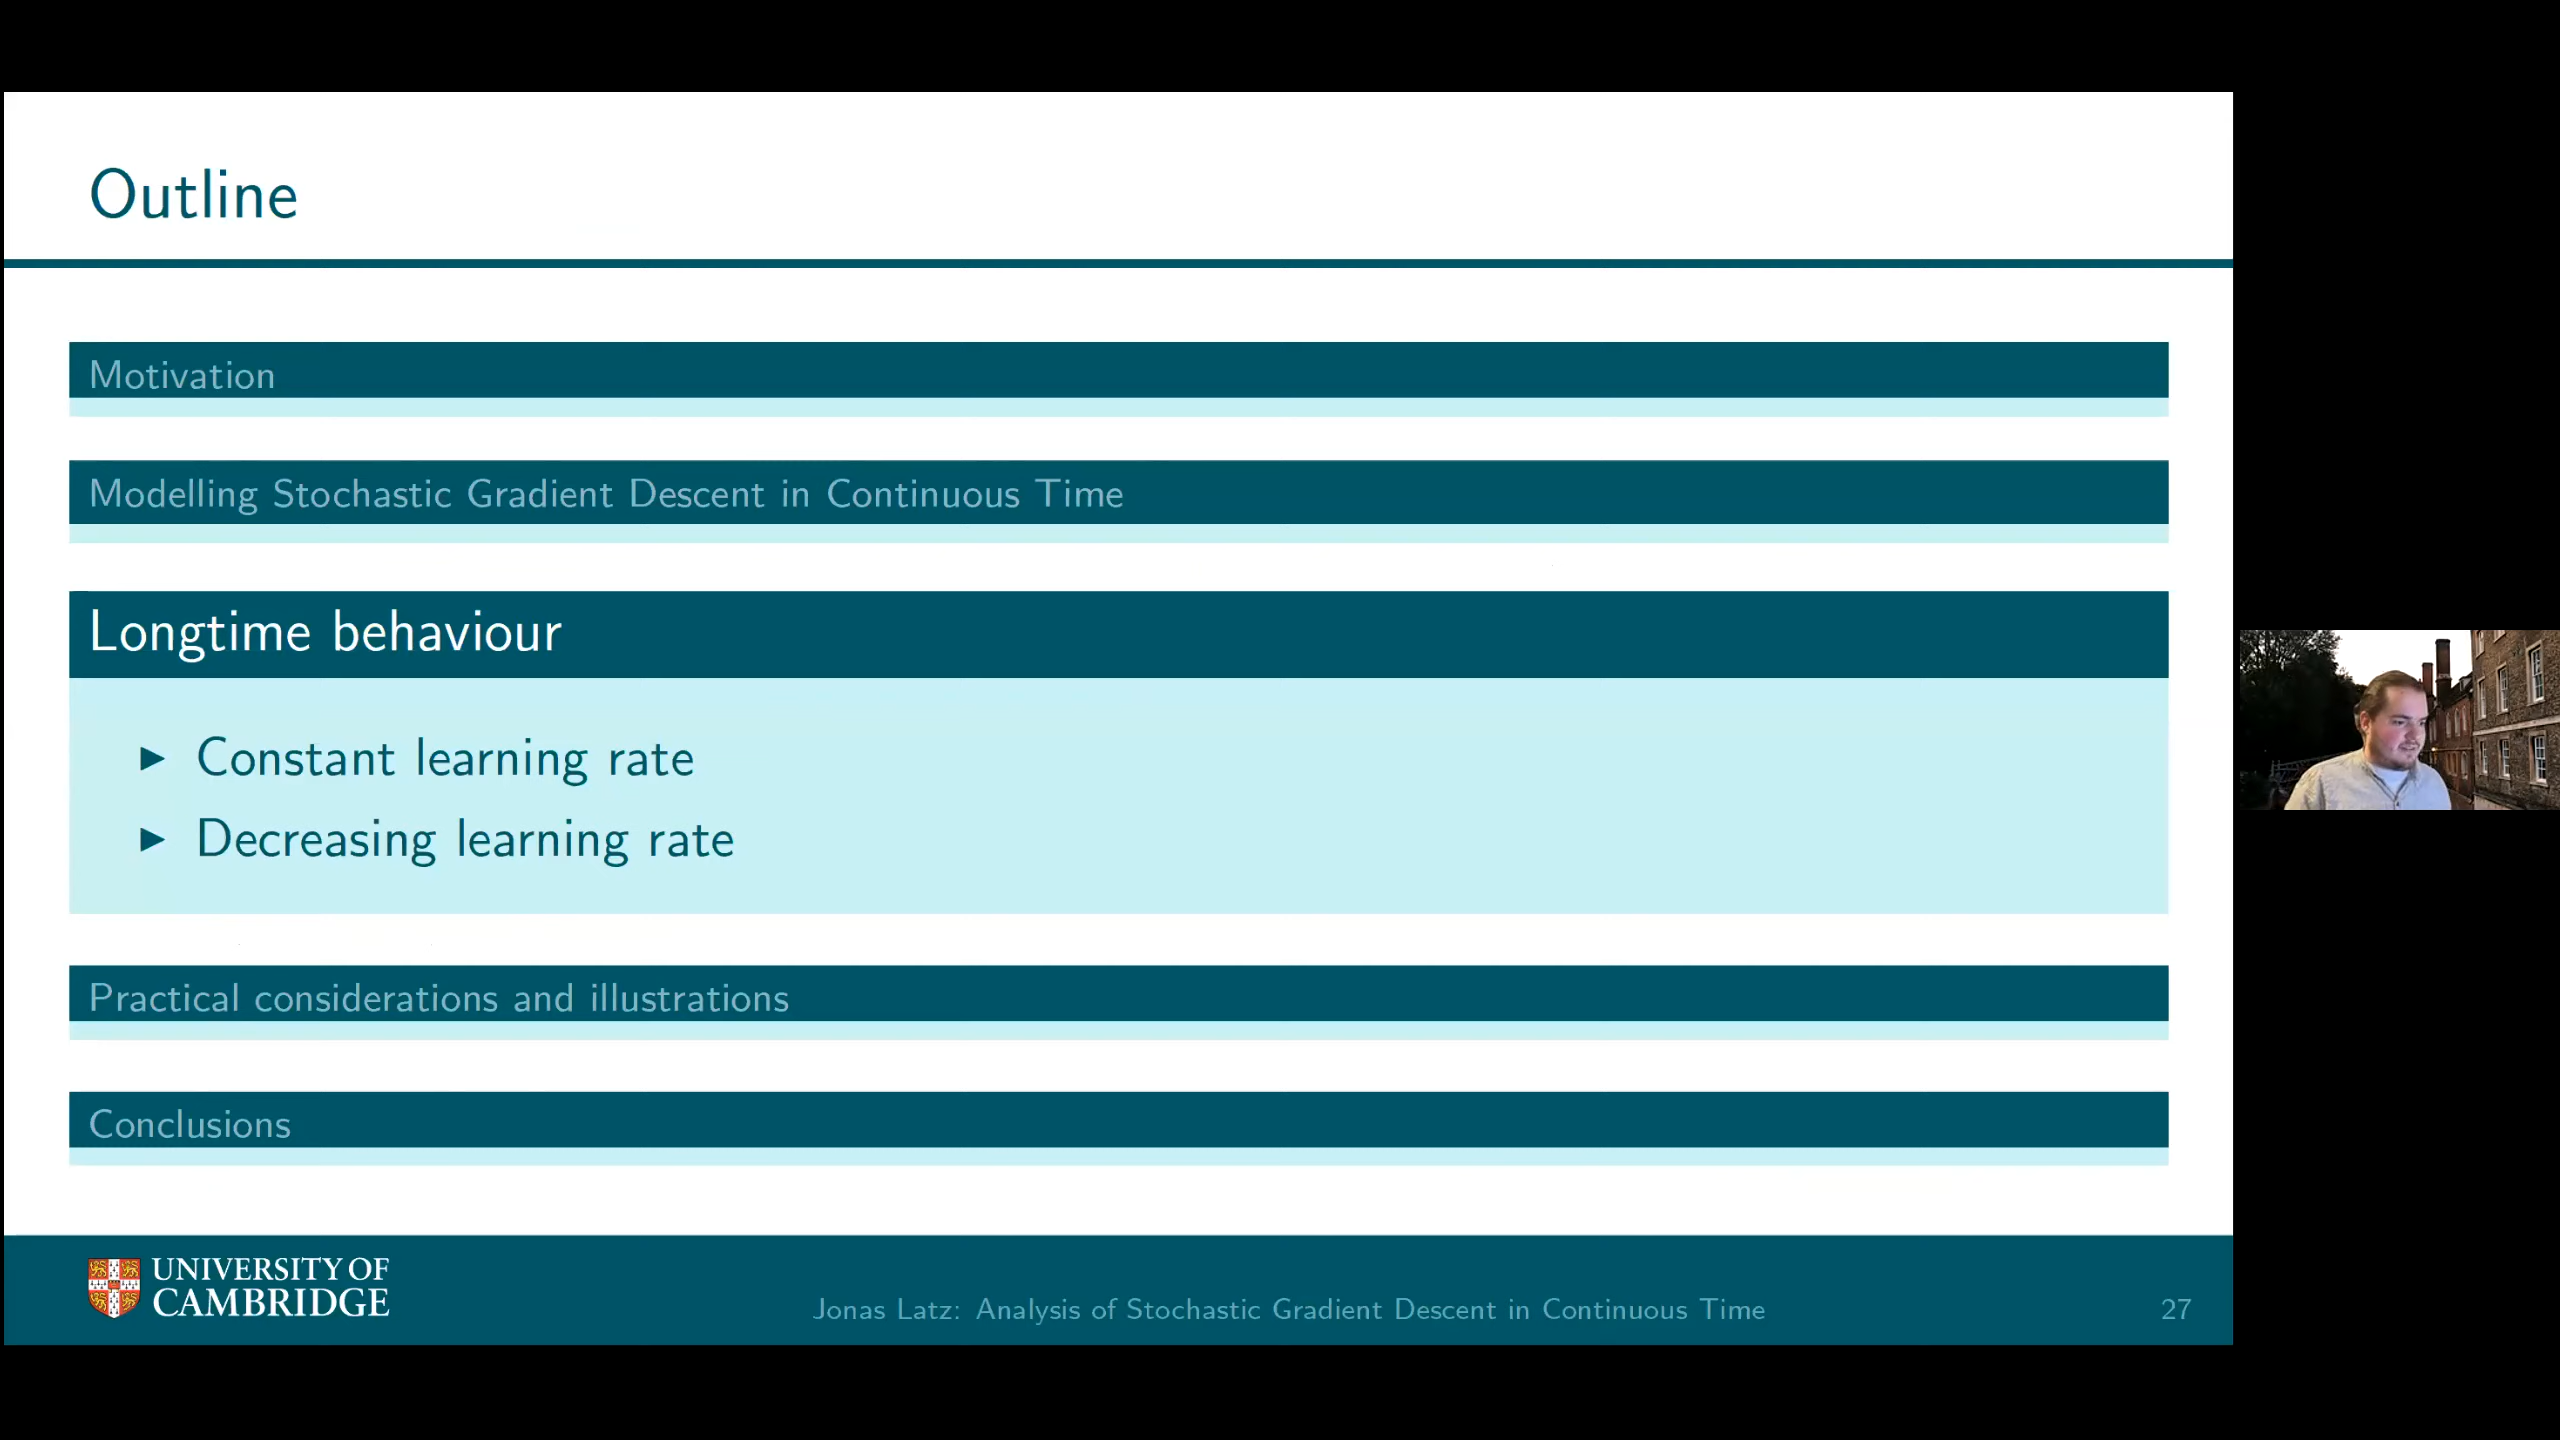 Outline
Motivation
Modelling Stochastic Gradient Descent in Continuous Time
Longtime behaviour
Constant learning rate
Decreasing learning rate
Practical considerations and illustrations
Conclusions
UNIVERSITY OF
CAMBRIDGE
Jonas Latz: Analysis of Stochastic Gradient Descent in Continuous Time
27